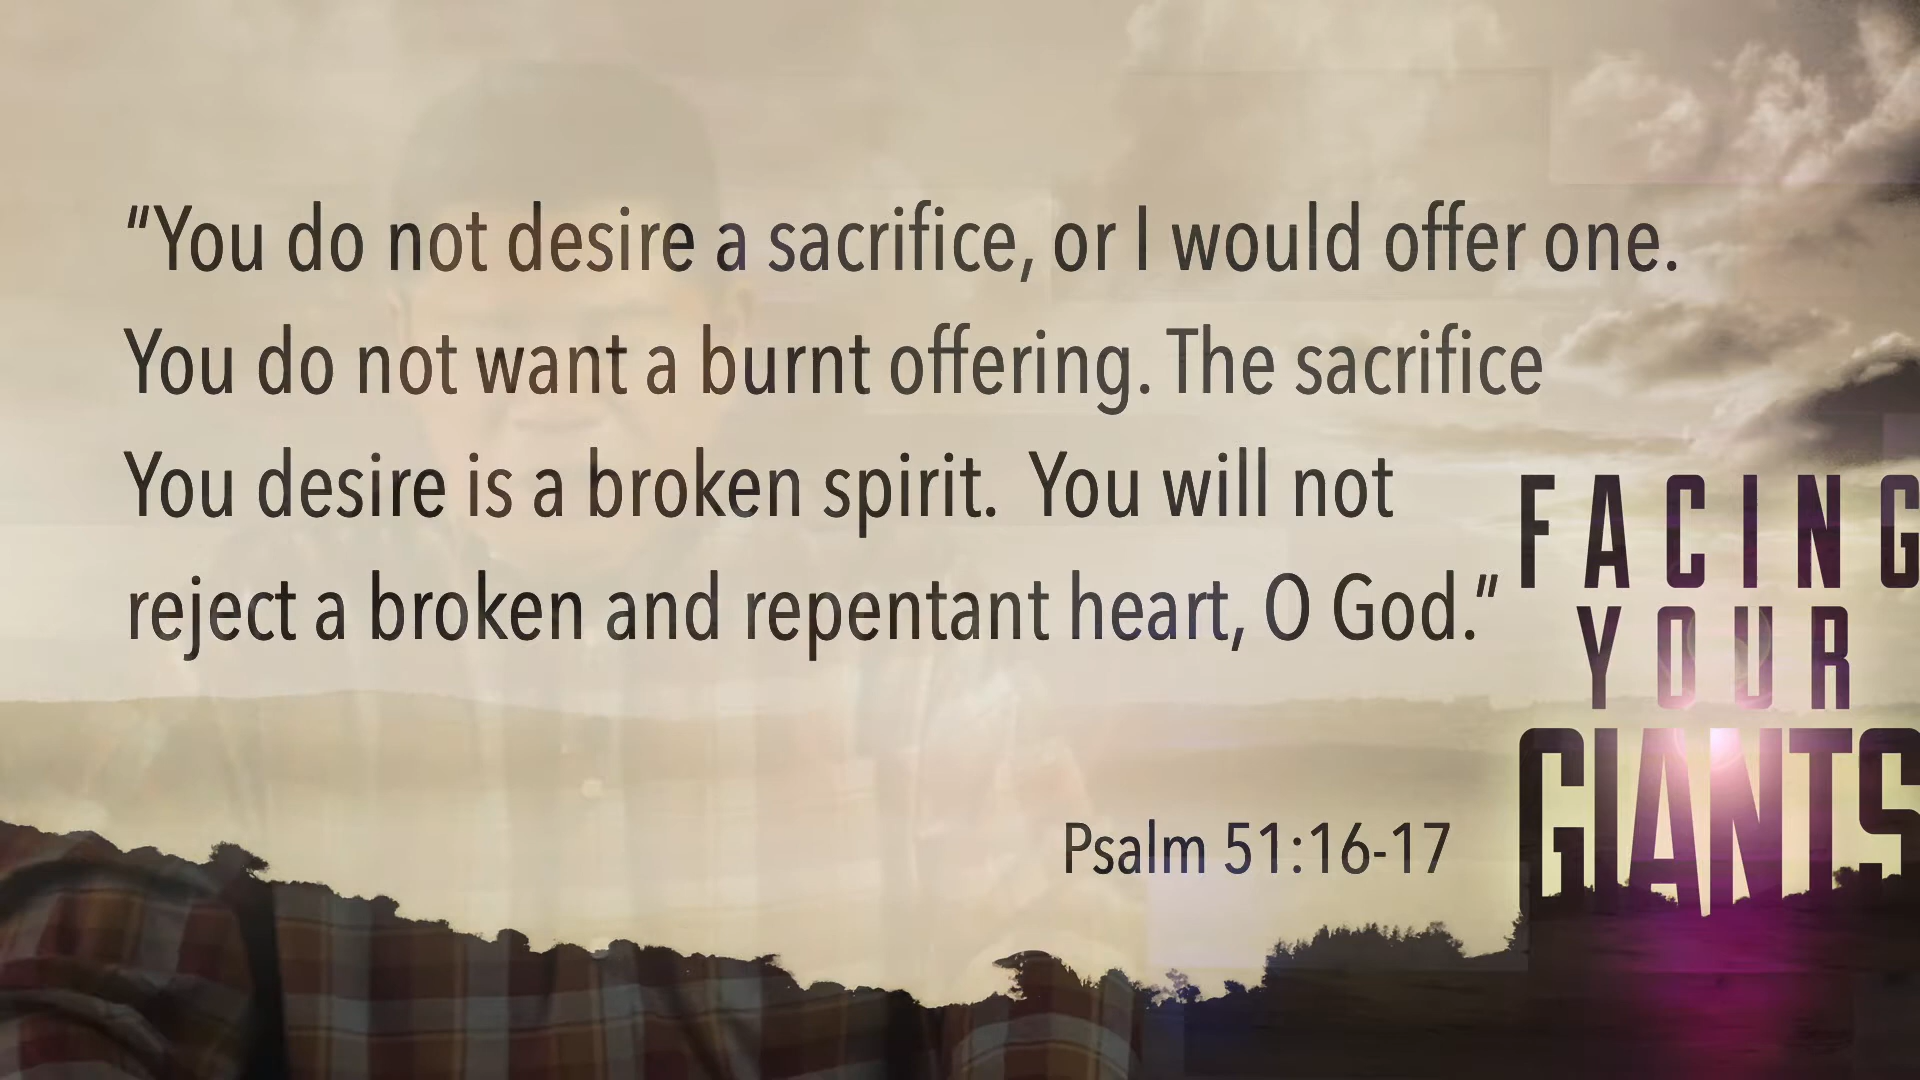 “You do not desire a sacrifice, or I would offer one.
You do not want a burnt offering. The sacrifice
You desire is a broken spirit.  You will not
reject a broken and repentant heart, O God.”
Psalm 51:16-17
FACING
YOUR
GIANTS